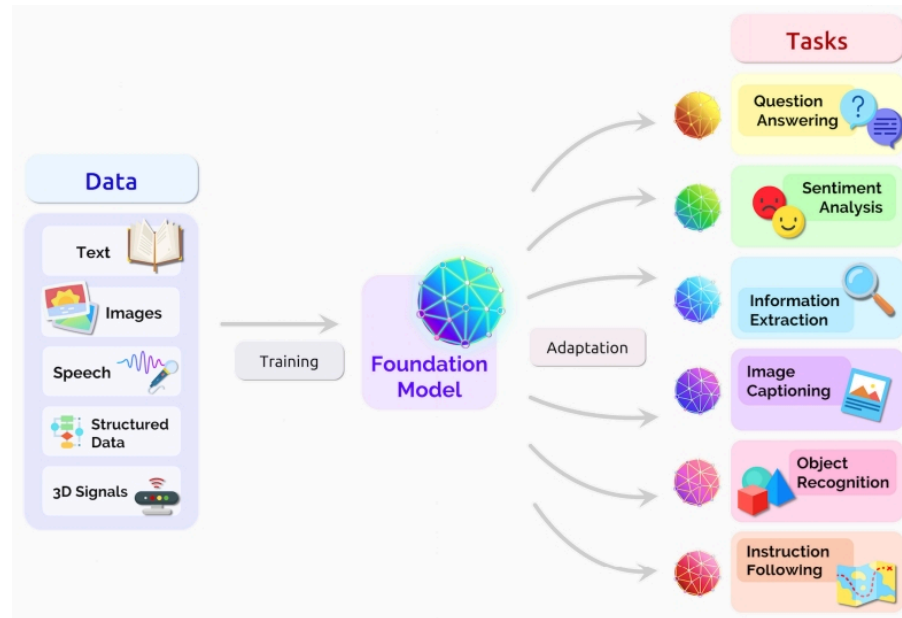 Data
Text
Images
Speech
Structured
Data
3D Signals
Training
Foundation
Model
Adaptation
Tasks
Question
Answering
?
Sentiment
Analysis
Information
Extraction
Image
Captioning
Object
Recognition
Instruction
Following